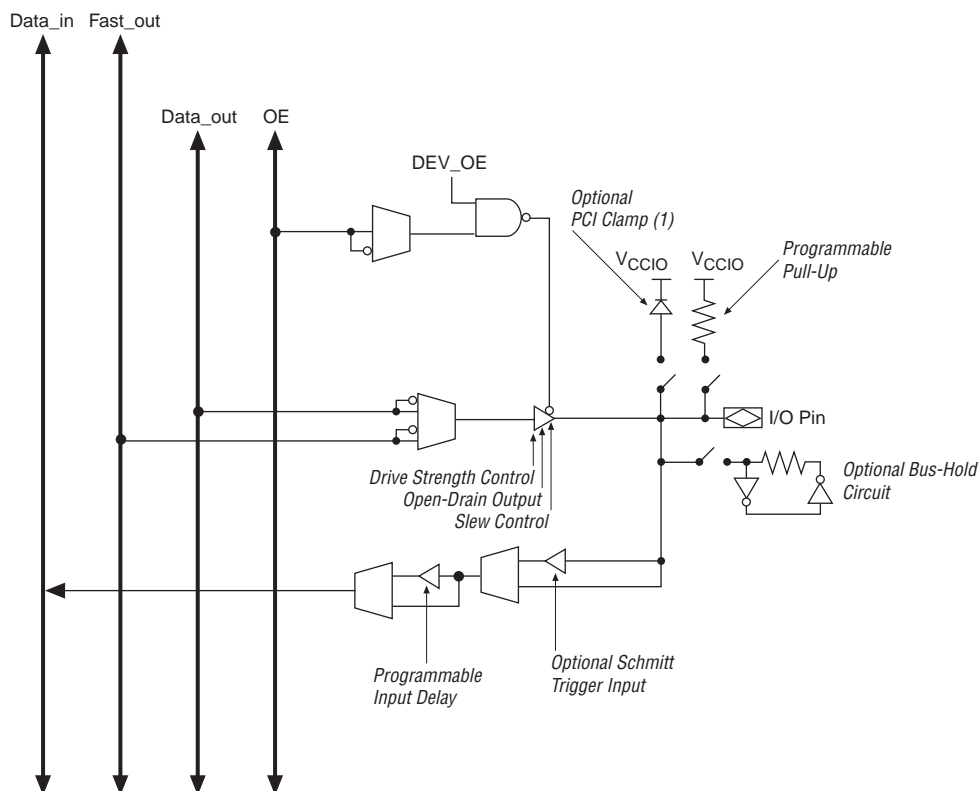 Data_in Fast_out
Data_out OE
DEV_OE
Optional
PCI Clamp (1)
VCCIO VCCIO
Programmable
Pull-Up
I/O Pin
Drive Strength Control
Open-Drain Output
Slew Control
Optional Bus-Hold
Circuit
Programmable
Input Delay
Optional Schmitt
Trigger Input